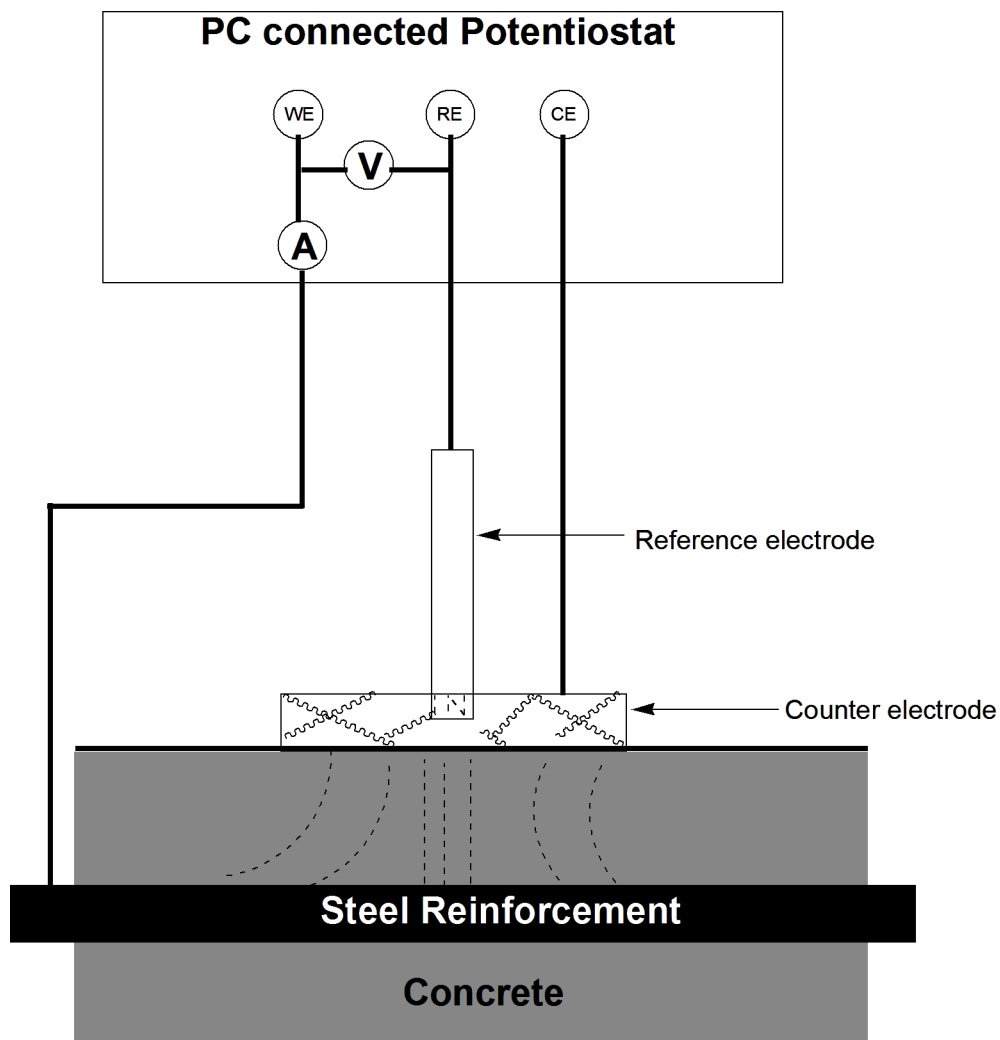 PC connected Potentiostat
WE
RE
CE
V
A
Reference electrode
Counter electrode
Steel Reinforcement
Concrete